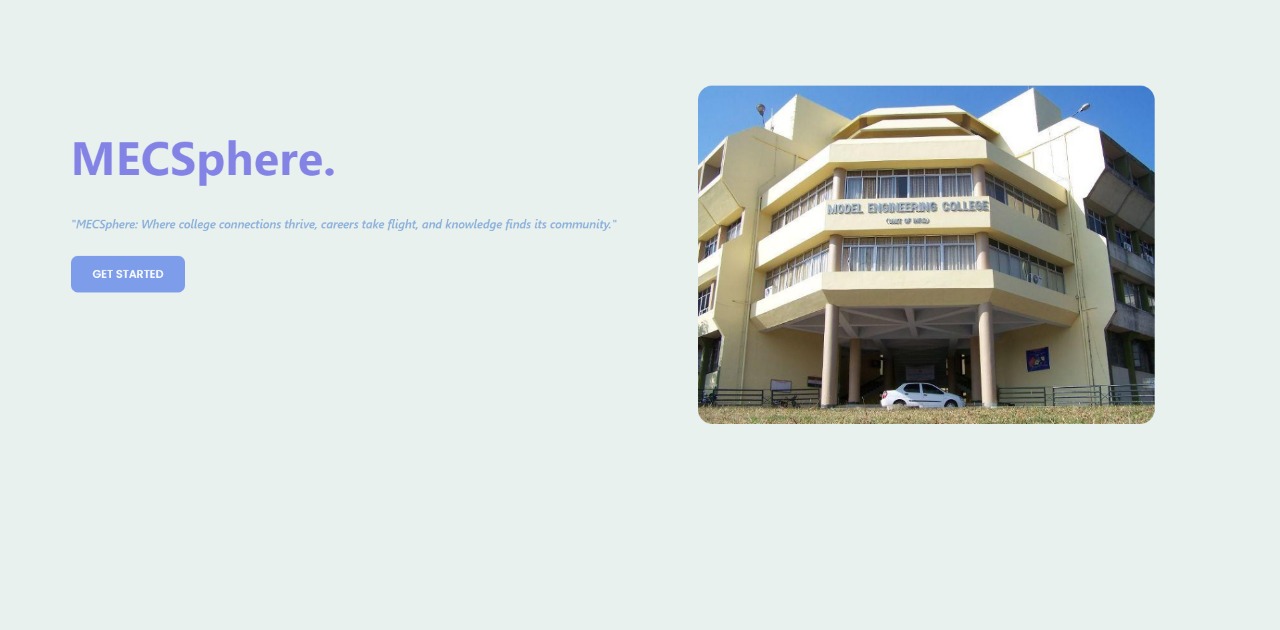 MECSphere.
"MECSphere: Where college connections thrive, careers take flight, and knowledge finds its community."
GET STARTED
MODEL ENGINEERING COLLEGE